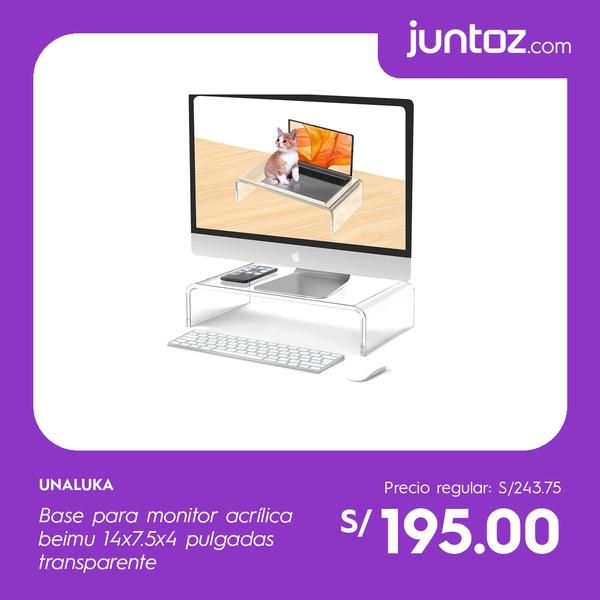 juntoz.com
UNALUKA
Base para monitor acrílica
beimu 14x7.5x4 pulgadas
transparente
Precio regular: S/243.75
S/195.00